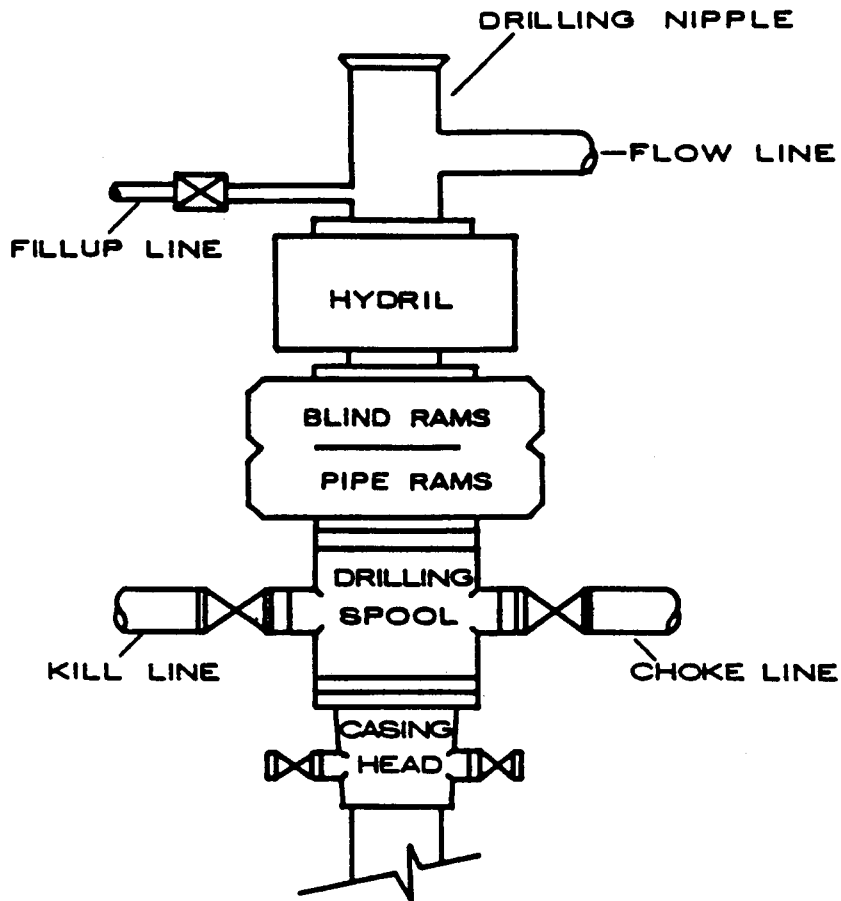 DRILLING NIPPLE
FLOW LINE
FILLUP LINE
HYDRIL
BLIND RAMS
PIPE RAMS
DRILLING
SPOOL
KILL LINE
CHOKE LINE
CASING
HEAD